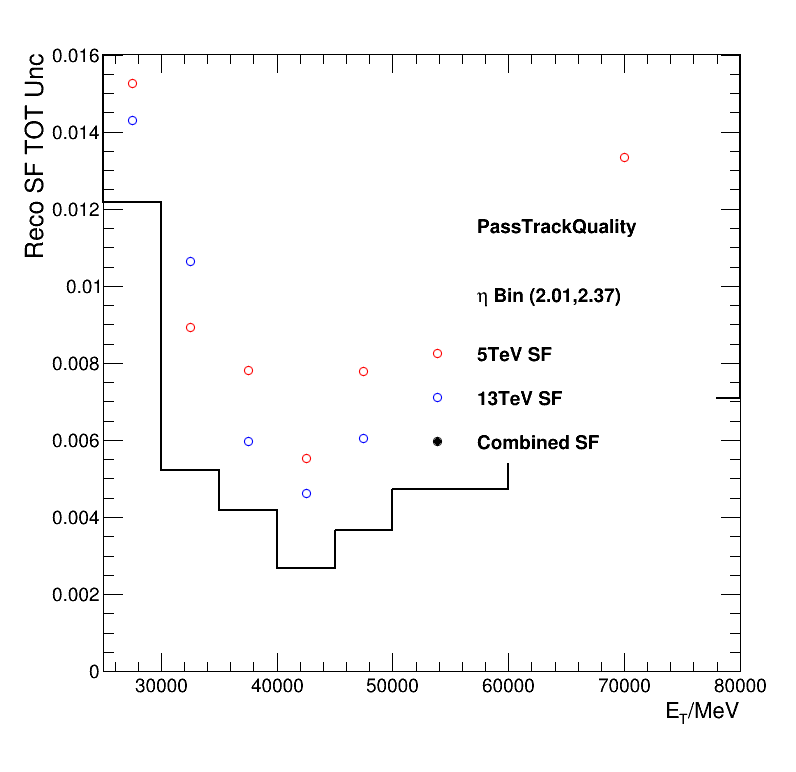 Reco SF TOT Unc
0.016
0.014
0.012
0.01
0.008
0.006
0.004
0.002
0
PassTrackQuality
η Bin (2.01,2.37)
5TeV SF
13TeV SF
Combined SF
30000 40000 50000 60000 70000 80000
E_T/MeV